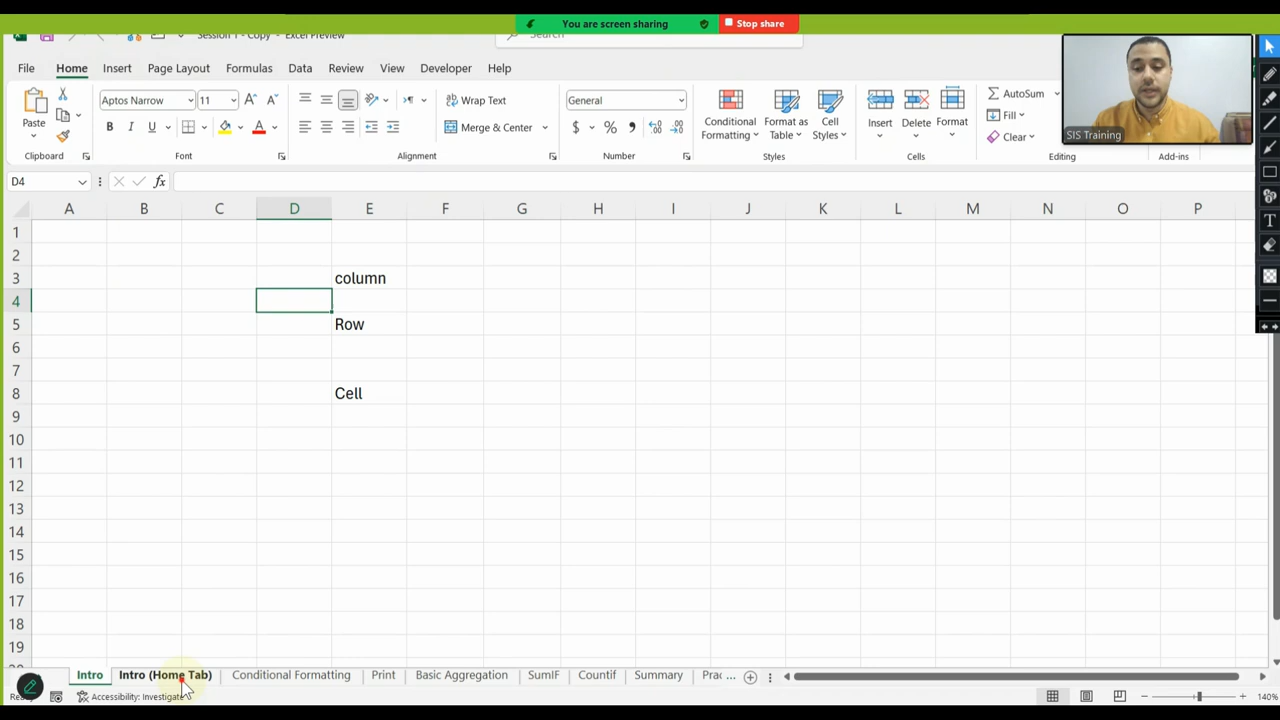 You are screen sharing Stop share
Session 1 - Copy - Excel Preview Search
File Home Insert Page Layout Formulas Data Review View Developer Help
Aptos Narrow 11 Wrap Text General AutoSum
Paste B I U Merge & Center $ % Conditional Formatting Format as Table Cell Styles Insert Delete Format Fill
Clear
SIS Training
Clipboard Font Alignment Number Styles Cells Editing Add-ins
D4 fx
A B C D E F G H I J K L M N O P
1
2
3 column
4
5 Row
6
7
8 Cell
9
10
11
12
13
14
15
16
17
18
19
Intro Intro (Home Tab) Conditional Formatting Print Basic Aggregation SumIF Countif Summary Prac ...
Accessibility: Investigate 140%